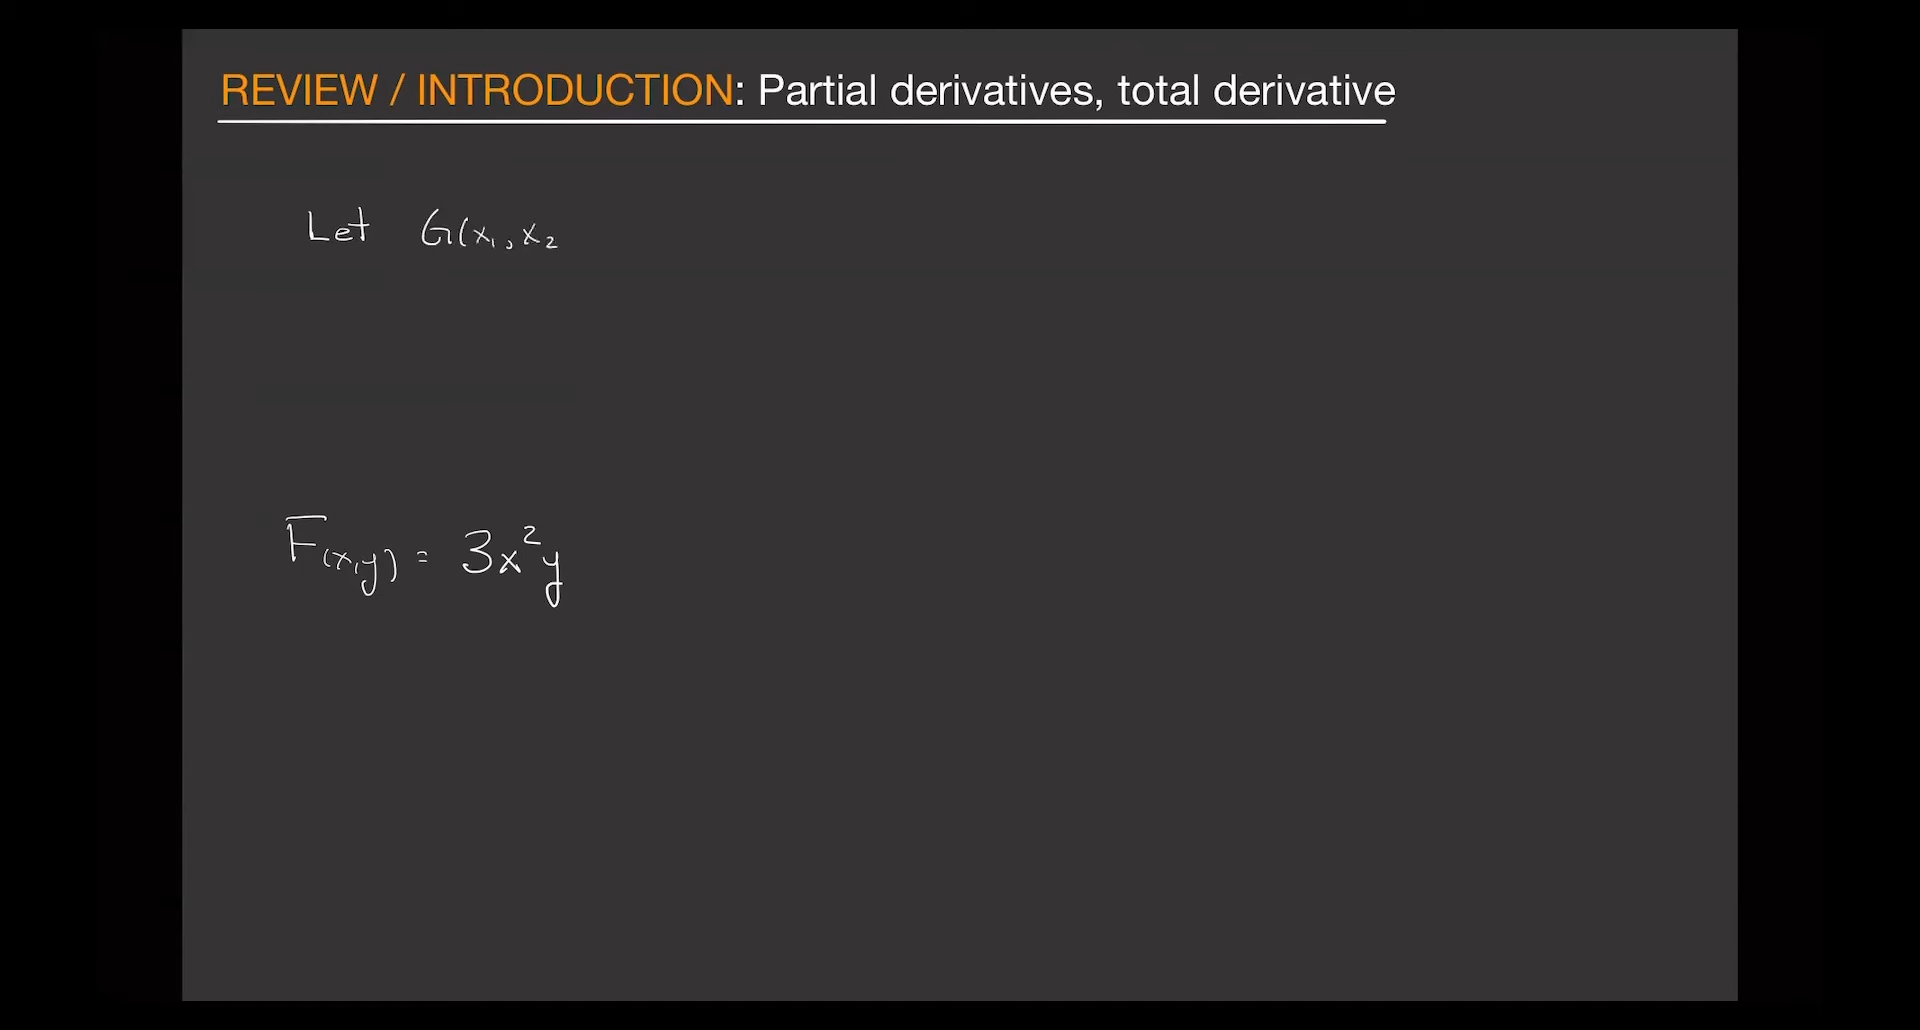 REVIEW / INTRODUCTION: Partial derivatives, total derivative
Let G(x₁, x₂
F(x,y) = 3x²y